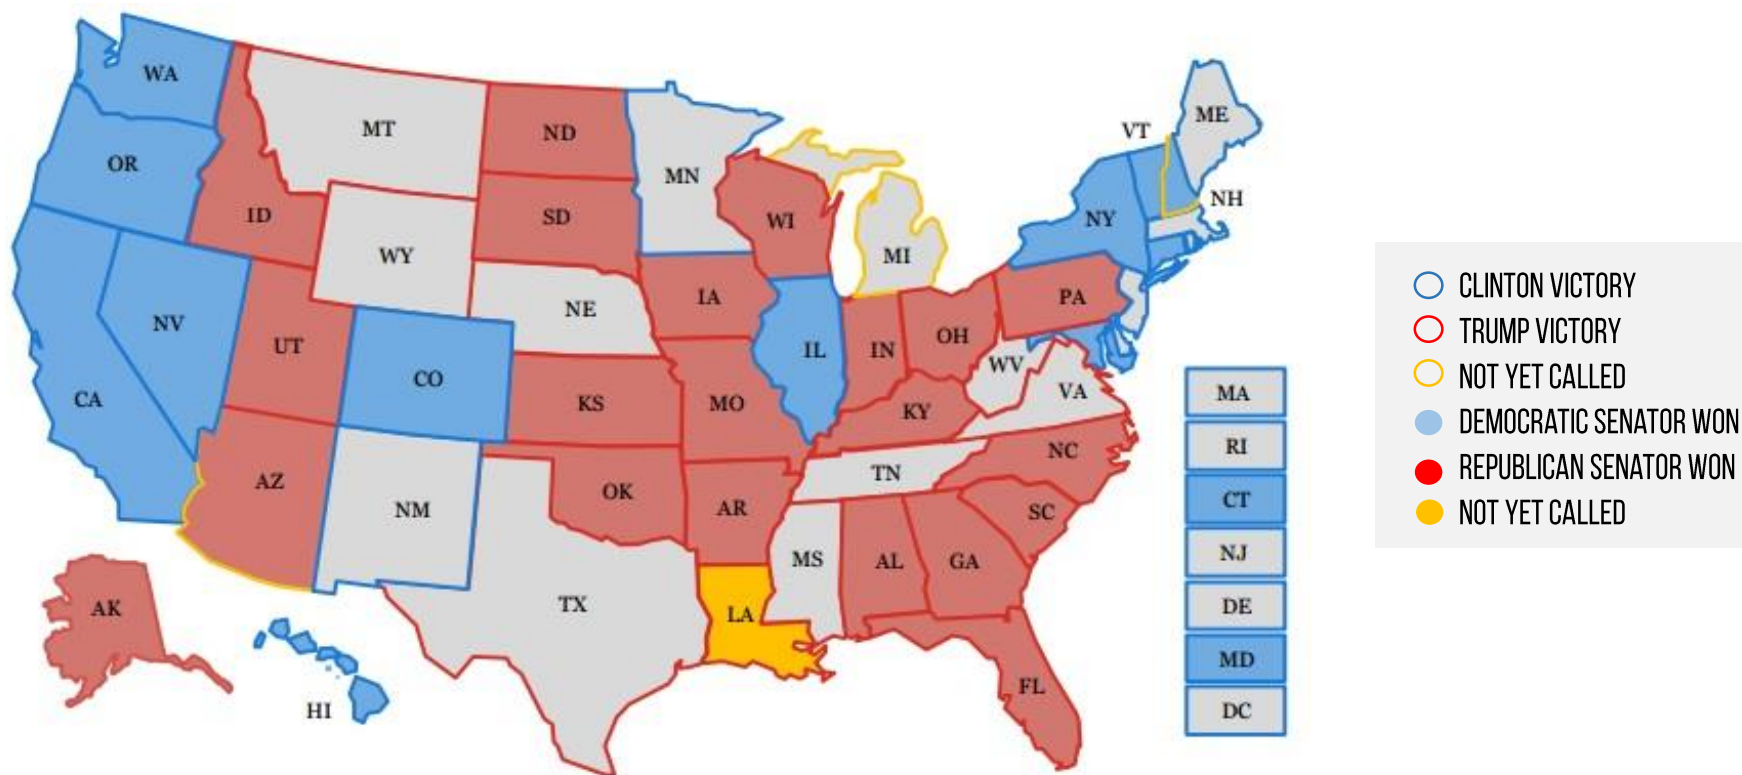 WA
MT
ND
MN
ME
VT
OR
ID
SD
WI
NH
NY
WY
MI
IA
PA
NE
NV
UT
CO
IL
IN
OH
WV
CA
KS
MO
KY
VA
NC
AZ
NM
OK
AR
TN
SC
MS
AL
GA
TX
LA
AK
HI
FL
MA
RI
CT
NJ
DE
MD
DC
CLINTON VICTORY
TRUMP VICTORY
NOT YET CALLED
DEMOCRATIC SENATOR WON
REPUBLICAN SENATOR WON
NOT YET CALLED